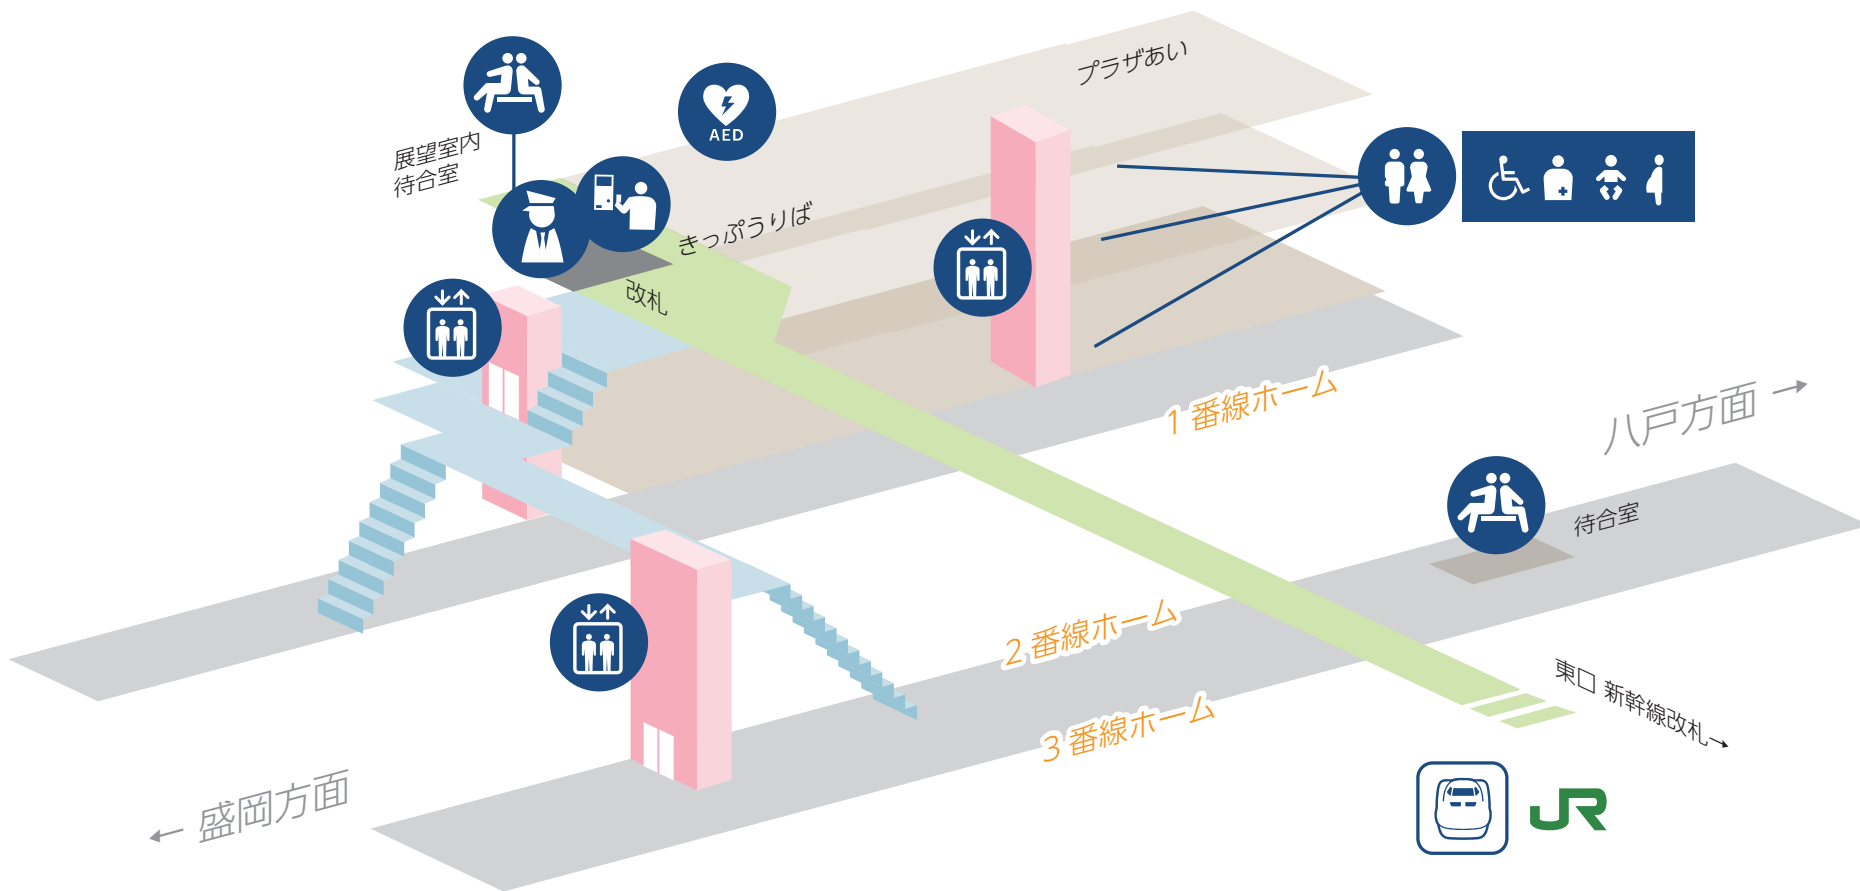 プラザあい
AED
展望室内
待合室
きっぷうりば
改札
1番線ホーム
八戸方面 →
待合室
2番線ホーム
東口 新幹線改札→
3番線ホーム
← 盛岡方面
JR